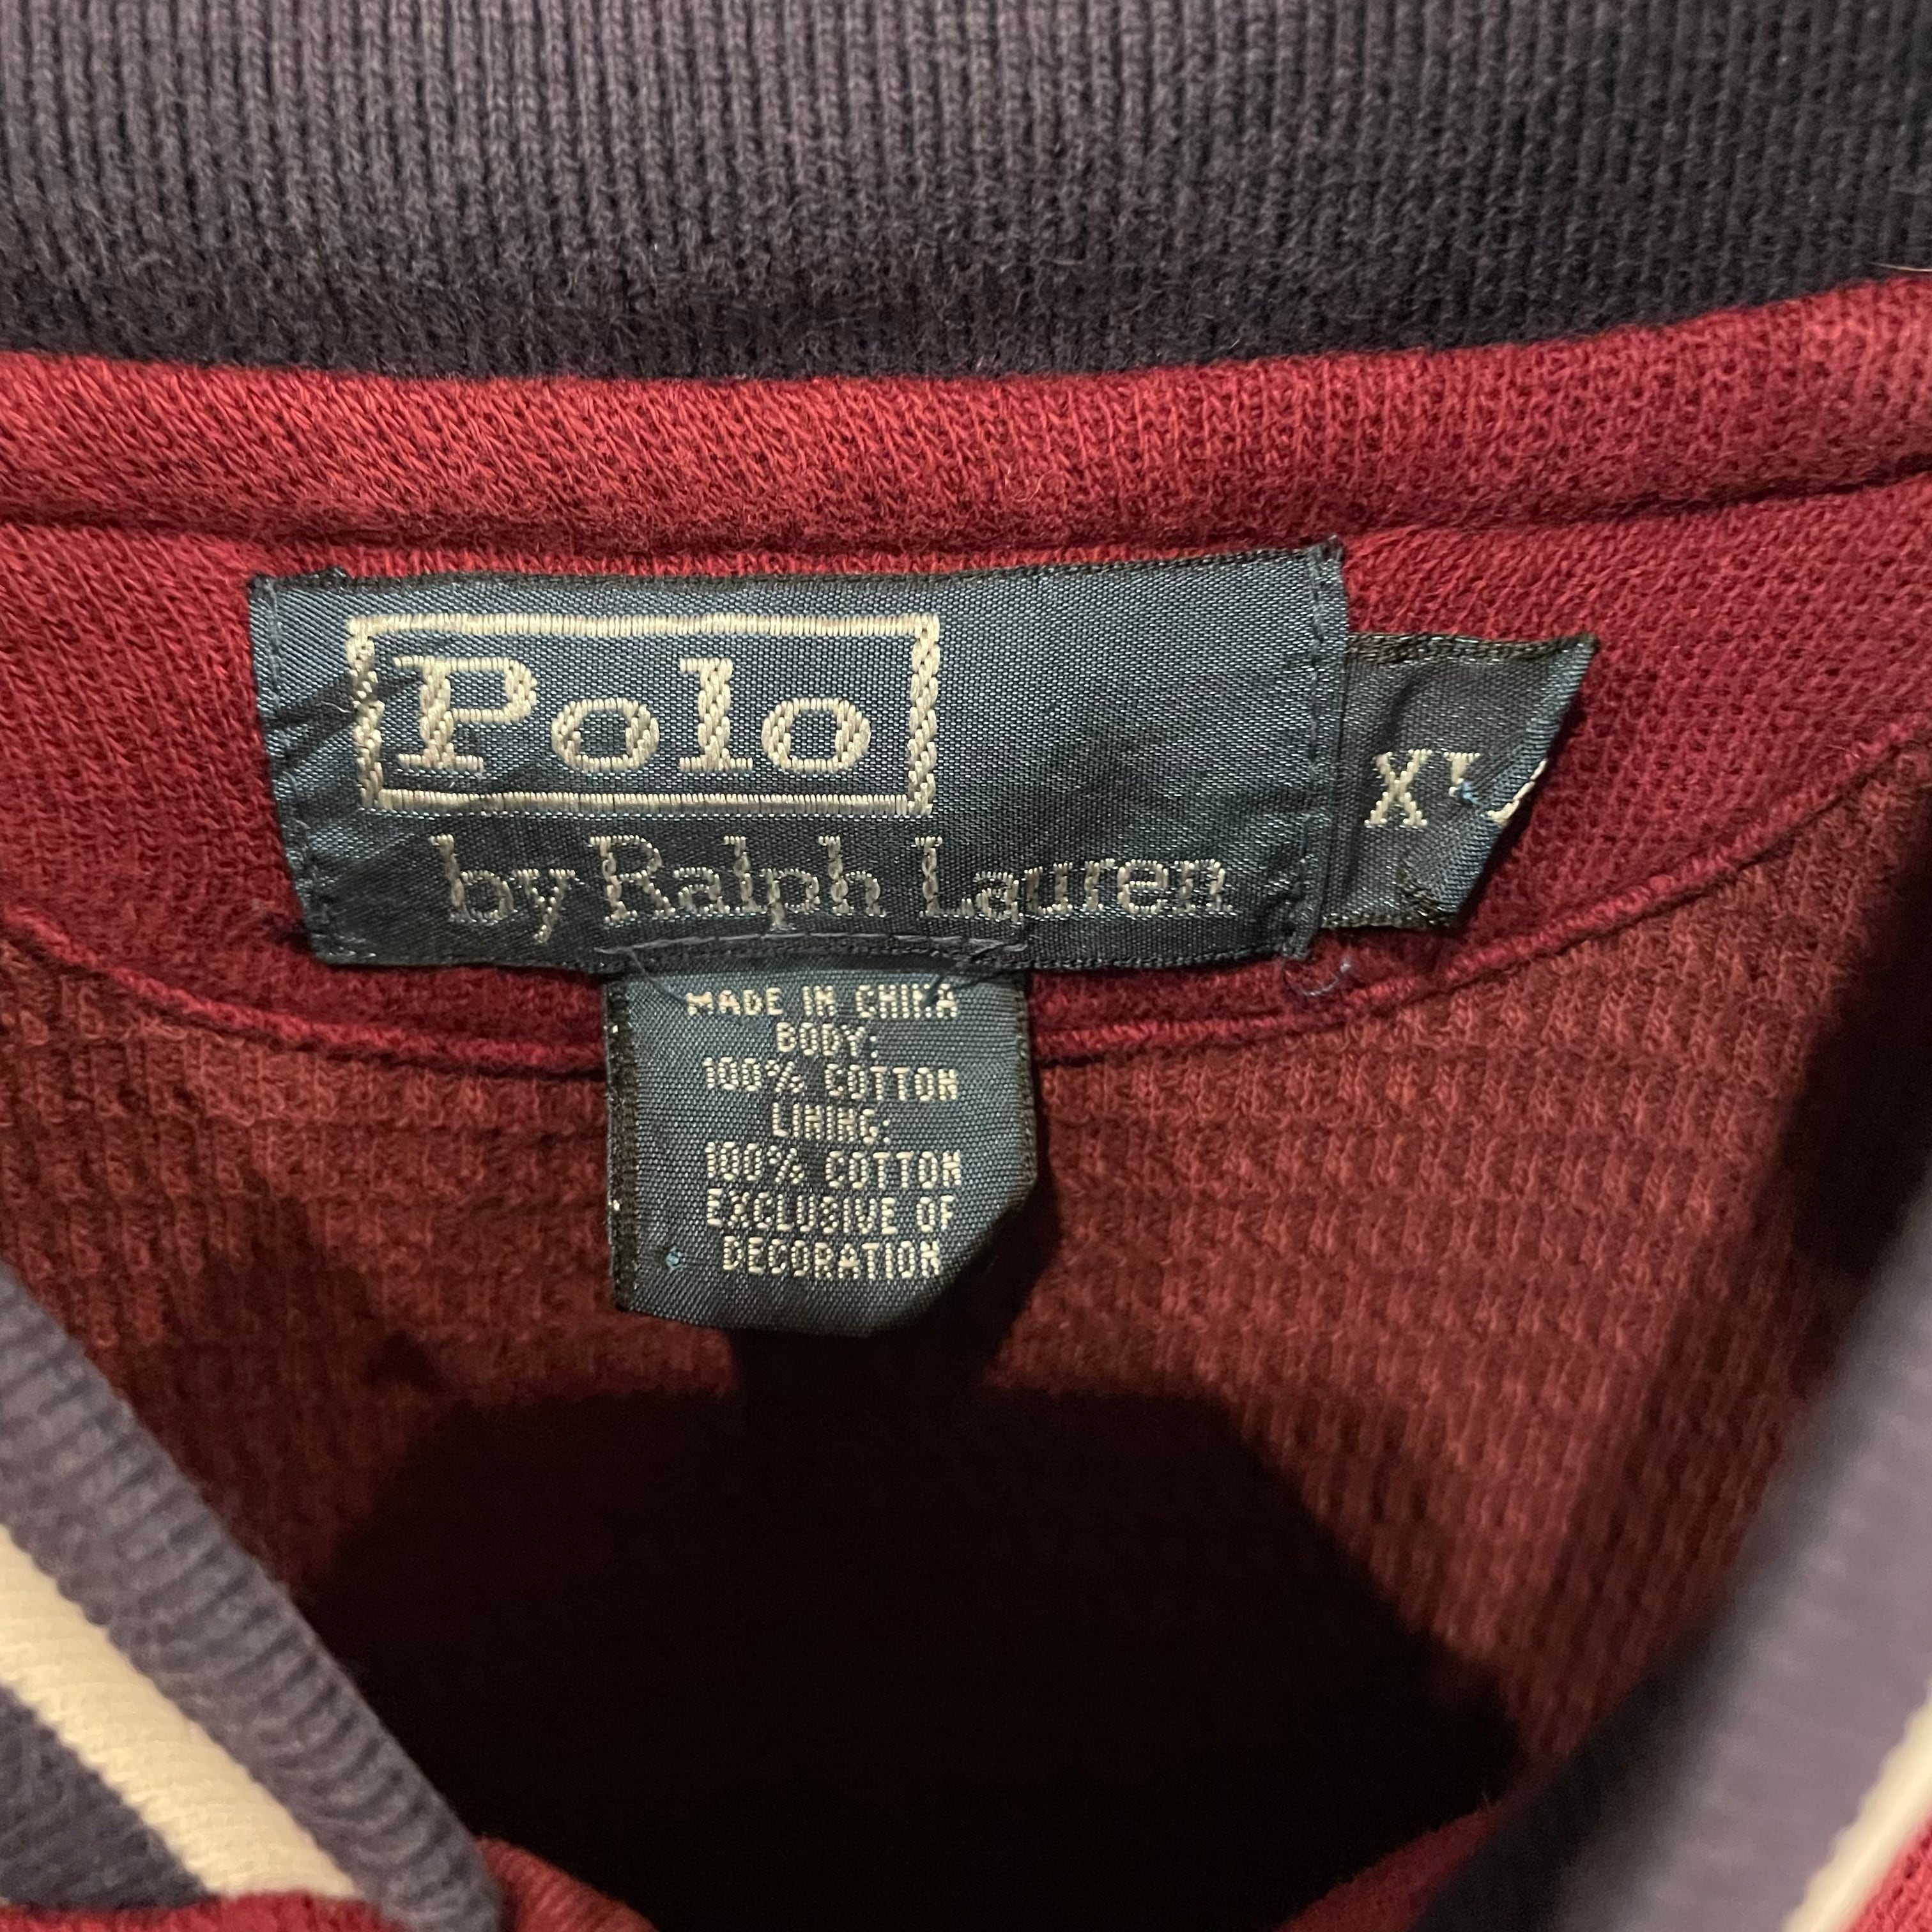 Polo
by Ralph Lauren
XL
MADE IN CHINA
BODY:
100% COTTON
LINING:
100% COTTON
EXCLUSIVE OF
DECORATION